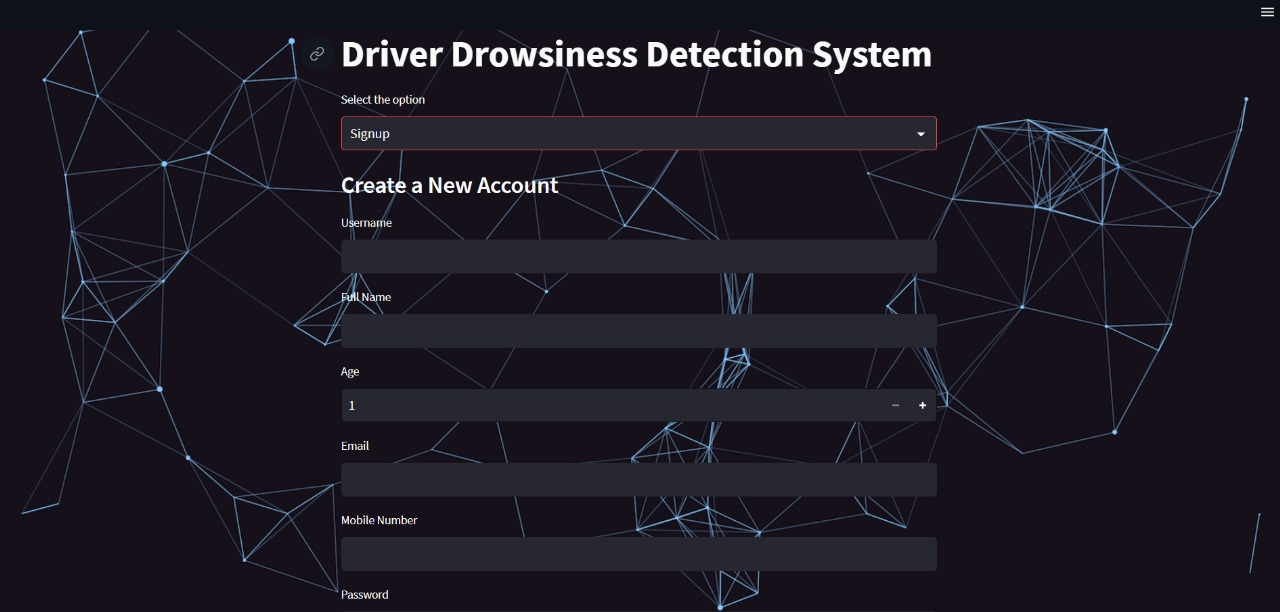 Driver Drowsiness Detection System
Select the option
Signup
Create a New Account
Username
Full Name
Age
1
Email
Mobile Number
Password